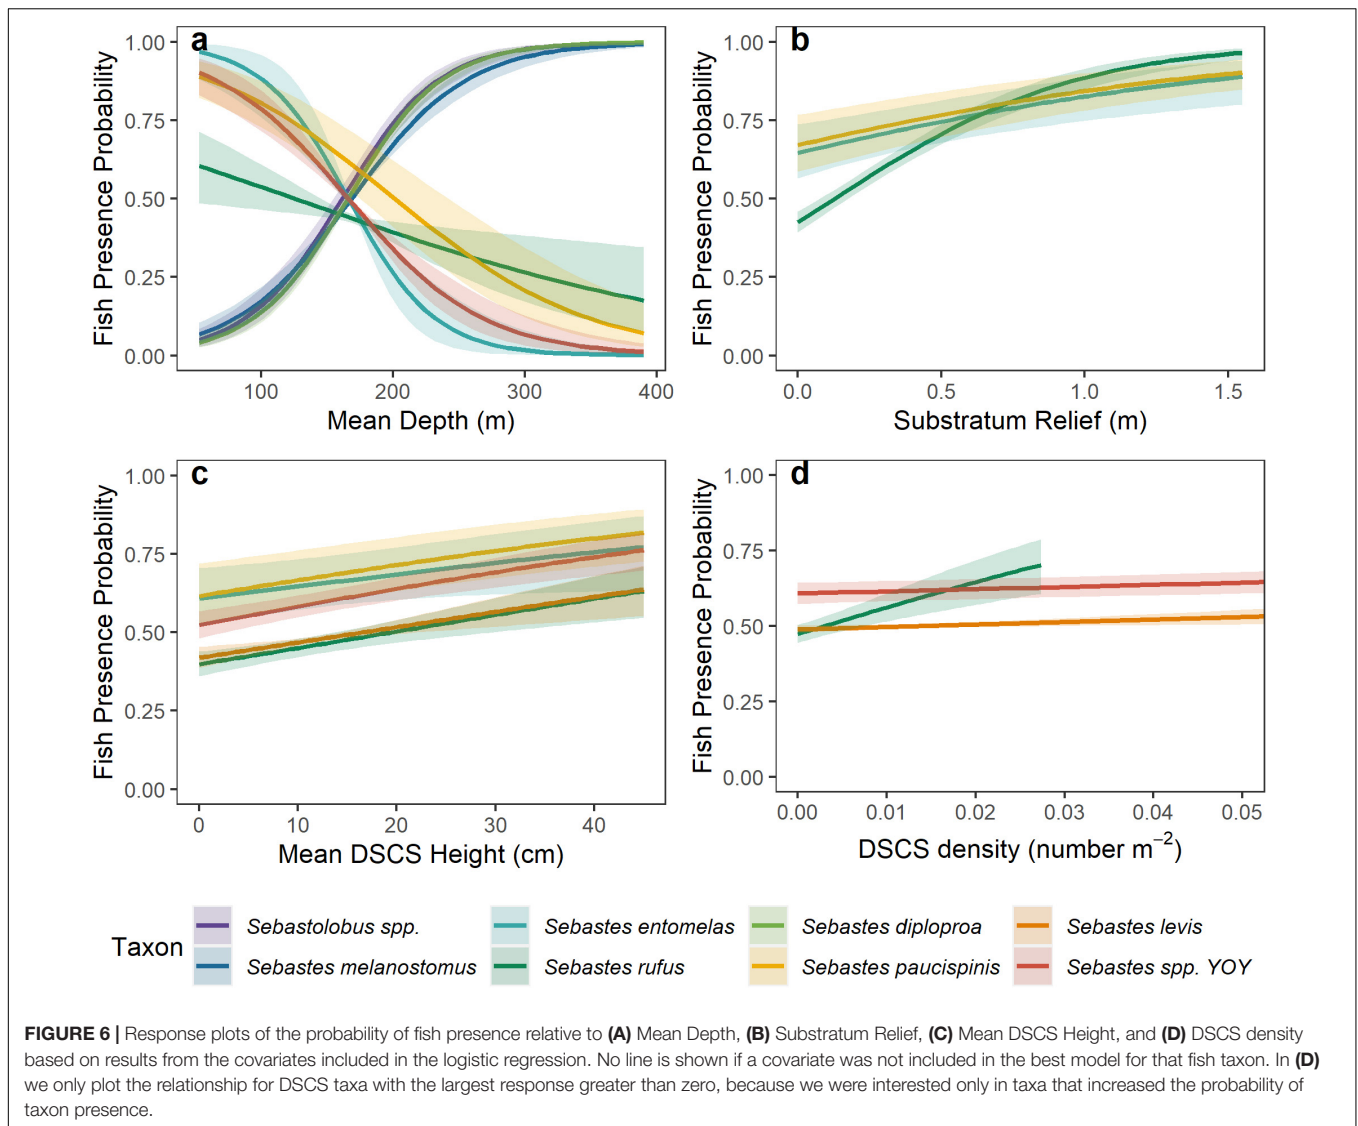 a
b
Fish Presence Probability
1.00
0.75
0.50
0.25
0.00
100
200
300
400
Mean Depth (m)
Fish Presence Probability
1.00
0.75
0.50
0.25
0.00
0.0
0.5
1.0
1.5
Substratum Relief (m)
c
d
Fish Presence Probability
1.00
0.75
0.50
0.25
0.00
0
10
20
30
40
Mean DSCS Height (cm)
Fish Presence Probability
1.00
0.75
0.50
0.25
0.00
0.00
0.01
0.02
0.03
0.04
0.05
DSCS density (number m⁻²)
Taxon
Sebastolobus spp.
Sebastes entomelas
Sebastes diploproa
Sebastes levis
Sebastes melanostomus
Sebastes rufus
Sebastes paucispinis
Sebastes spp. YOY
FIGURE 6 | Response plots of the probability of fish presence relative to (A) Mean Depth, (B) Substratum Relief, (C) Mean DSCS Height, and (D) DSCS density
based on results from the covariates included in the logistic regression. No line is shown if a covariate was not included in the best model for that fish taxon. In (D)
we only plot the relationship for DSCS taxa with the largest response greater than zero, because we were interested only in taxa that increased the probability of
taxon presence.